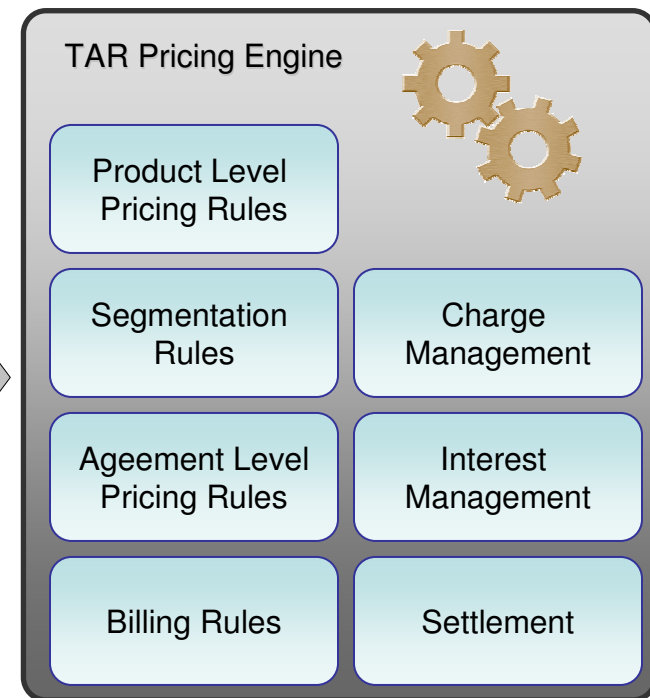 TAR Pricing Engine
Product Level
Pricing Rules
Segmentation
Rules
Charge
Management
Ageement Level
Pricing Rules
Interest
Management
Billing Rules
Settlement